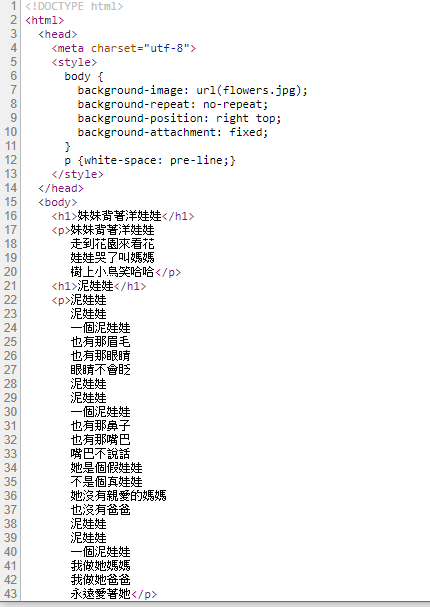 1 <!DOCTYPE html>
2 <html>
3 <head>
4 <meta charset="utf-8">
5 <style>
6 body {
7 background-image: url(flowers.jpg);
8 background-repeat: no-repeat;
9 background-position: right top;
10 background-attachment: fixed;
11 }
12 p {white-space: pre-line;}
13 </style>
14 </head>
15 <body>
16 <h1>妹妹背著洋娃娃</h1>
17 <p>妹妹背著洋娃娃
18 走到花園來看花
19 娃娃哭了叫媽媽
20 樹上小鳥笑哈哈</p>
21 <h1>泥娃娃</h1>
22 <p>泥娃娃
23 泥娃娃
24 一個泥娃娃
25 也有那眉毛
26 也有那眼睛
27 眼睛不會眨
28 泥娃娃
29 泥娃娃
30 一個泥娃娃
31 也有那鼻子
32 也有那嘴巴
33 嘴巴不說話
34 她是個假娃娃
35 不是個真娃娃
36 她沒有親愛的媽媽
37 也沒有爸爸
38 泥娃娃
39 泥娃娃
40 一個泥娃娃
41 我做她媽媽
42 我做她爸爸
43 永遠愛著她</p>